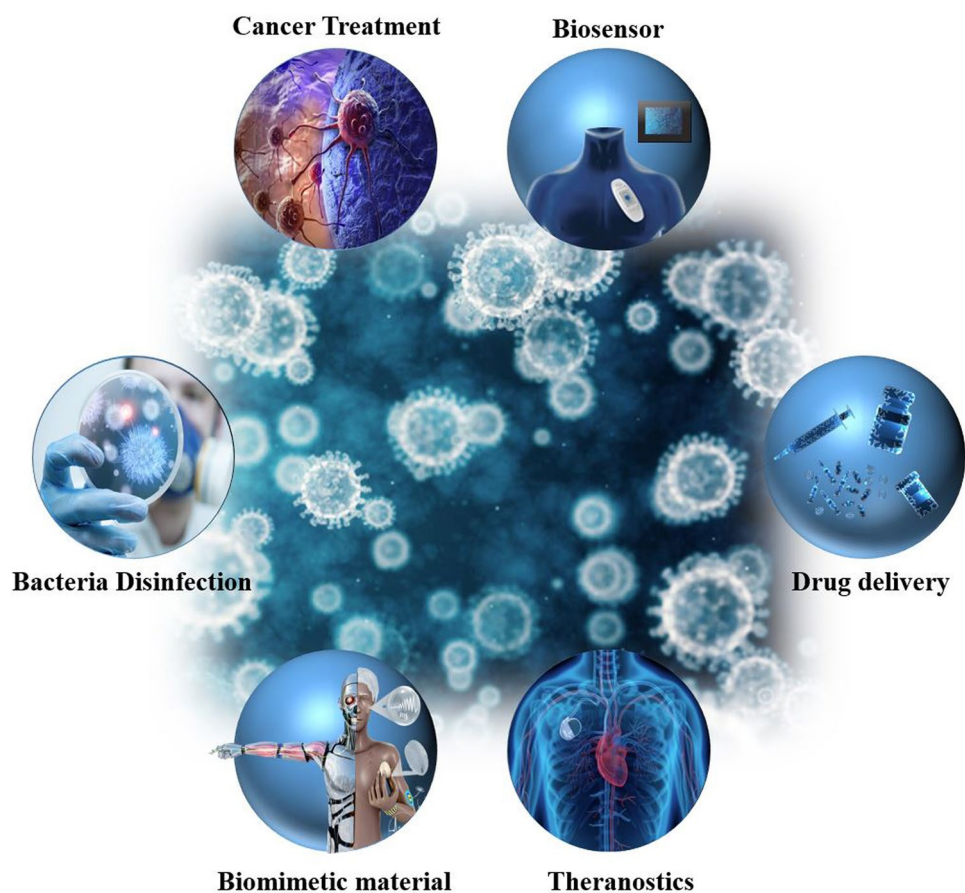 Cancer Treatment
Biosensor
Bacteria Disinfection
Drug delivery
Biomimetic material
Theranostics